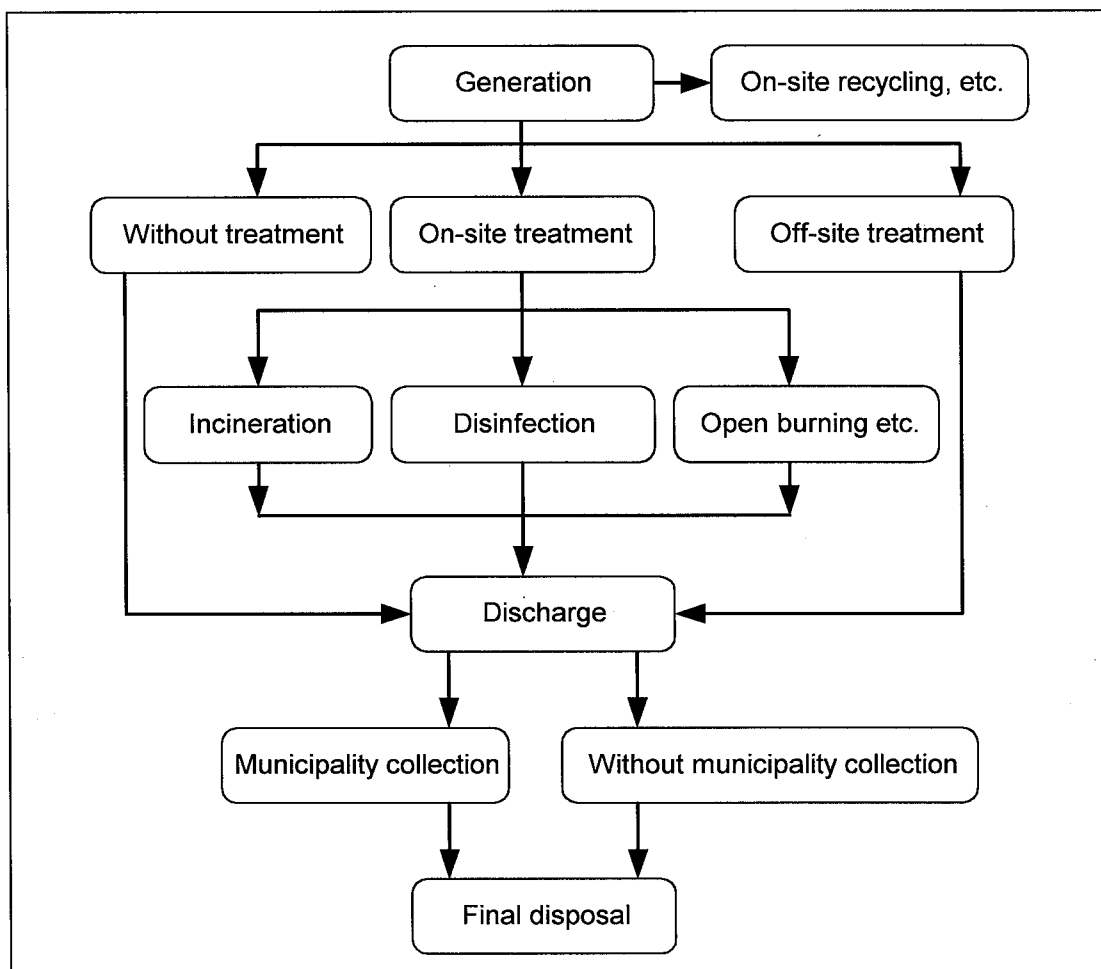 Generation
On-site recycling, etc.
Without treatment
On-site treatment
Off-site treatment
Incineration
Disinfection
Open burning etc.
Discharge
Municipality collection
Without municipality collection
Final disposal